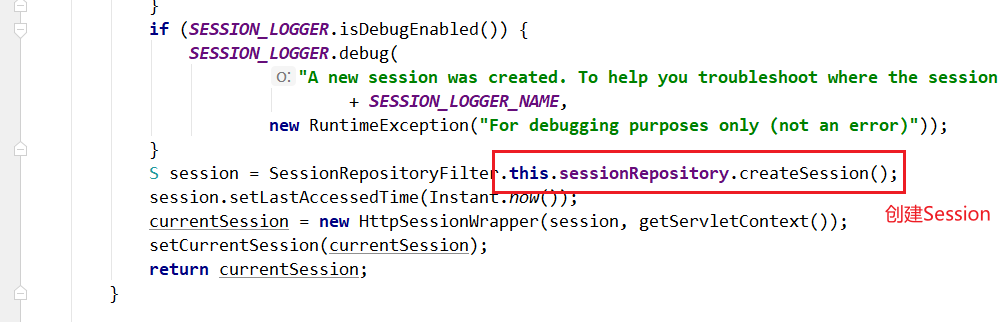 }
if (SESSION_LOGGER.isDebugEnabled()) {
SESSION_LOGGER.debug(
o: "A new session was created. To help you troubleshoot where the session
+ SESSION_LOGGER_NAME,
new RuntimeException("For debugging purposes only (not an error)"));
}
S session = SessionRepositoryFilter.this.sessionRepository.createSession();
session.setLastAccessedTime(Instant.now());
创建Session
currentSession = new HttpSessionWrapper(session, getServletContext());
setCurrentSession(currentSession);
return currentSession;
}